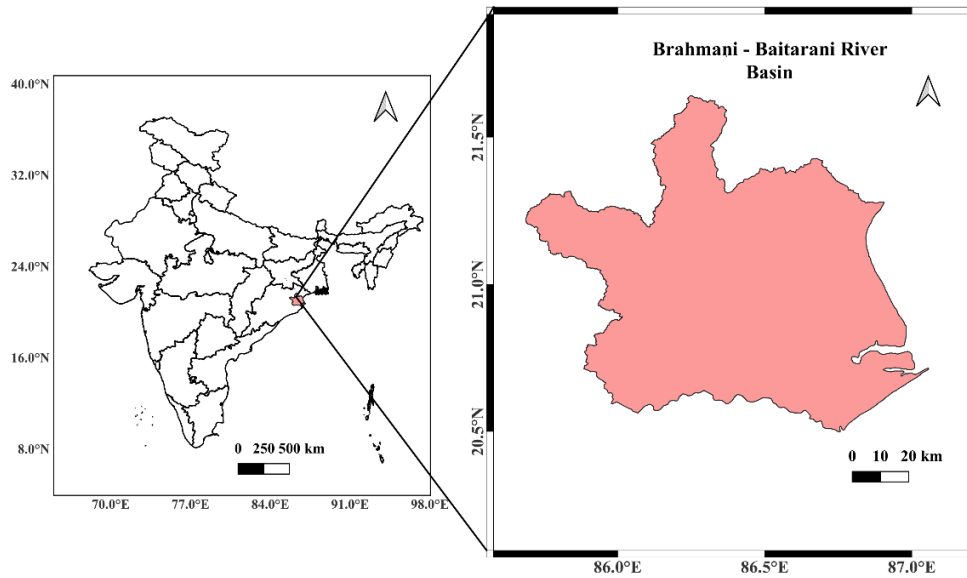 40.0°N
32.0°N
24.0°N
16.0°N
8.0°N
0 250 500 km
70.0°E 77.0°E 84.0°E 91.0°E 98.0°E
Brahmani - Baitarani River
Basin
21.5°N
21.0°N
20.5°N
0 10 20 km
86.0°E 86.5°E 87.0°E